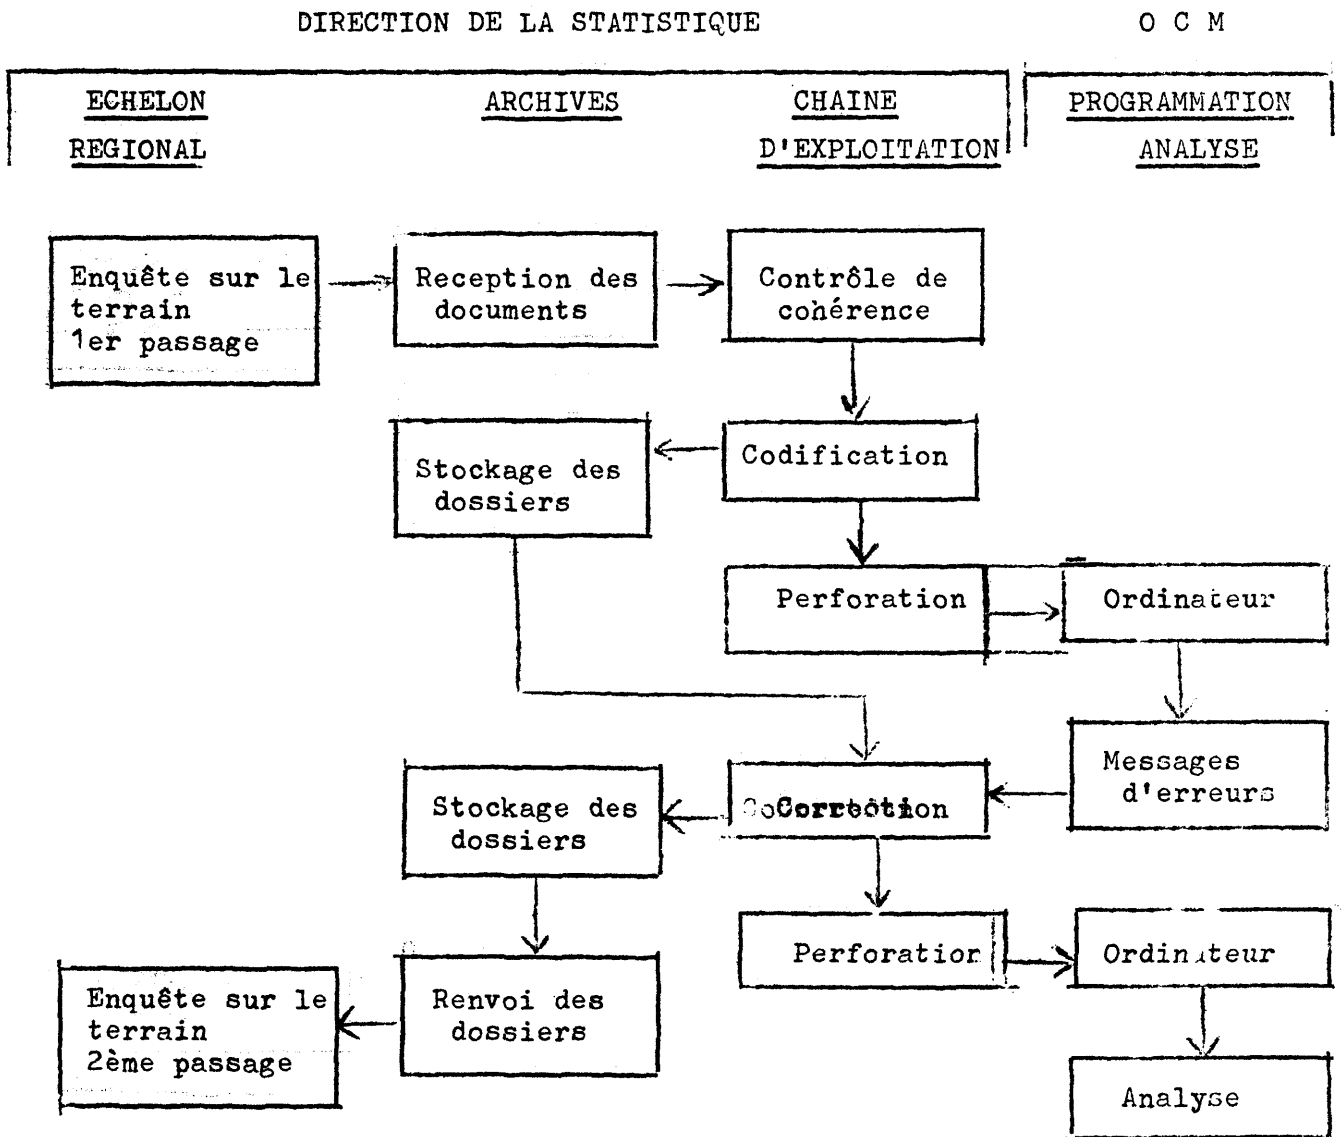 DIRECTION DE LA STATISTIQUE
O C M
ECHELON
REGIONAL
ARCHIVES
CHAINE
D'EXPLOITATION
PROGRAMMATION
ANALYSE
Enquête sur le
terrain
1er passage
Reception des
documents
Contrôle de
cohérence
Stockage des
dossiers
Codification
Perforation
Ordinateur
Messages
d'erreurs
Correction
Stockage des
dossiers
Perforation
Ordinateur
Renvoi des
dossiers
Enquête sur le
terrain
2ème passage
Analyse